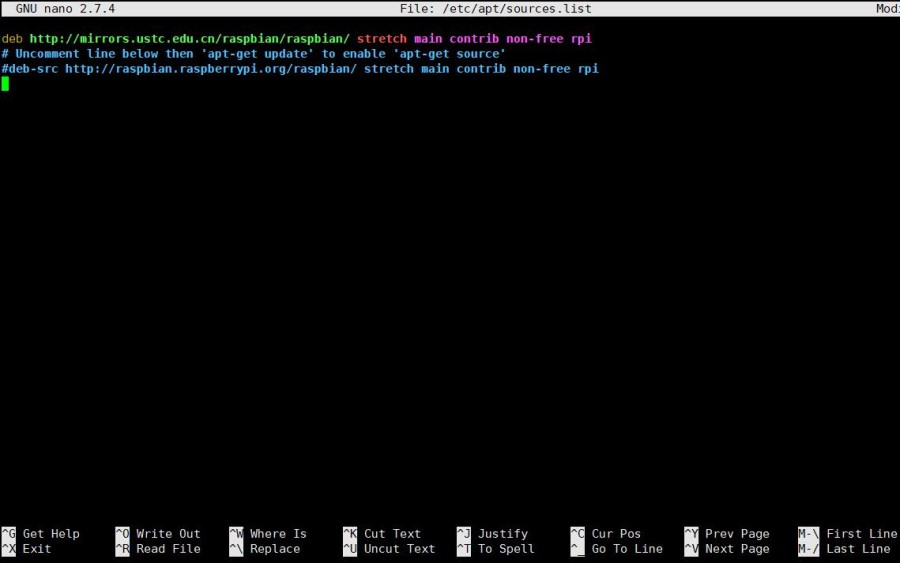 GNU nano 2.7.4 File: /etc/apt/sources.list Modi
deb http://mirrors.ustc.edu.cn/raspbian/raspbian/ stretch main contrib non-free rpi
# Uncomment line below then 'apt-get update' to enable 'apt-get source'
#deb-src http://raspbian.raspberrypi.org/raspbian/ stretch main contrib non-free rpi
^G Get Help ^O Write Out ^W Where Is ^K Cut Text ^J Justify ^C Cur Pos ^Y Prev Page M-\ First Line
^X Exit ^R Read File ^\ Replace ^U Uncut Text ^T To Spell ^_ Go To Line ^V Next Page M-/ Last Line